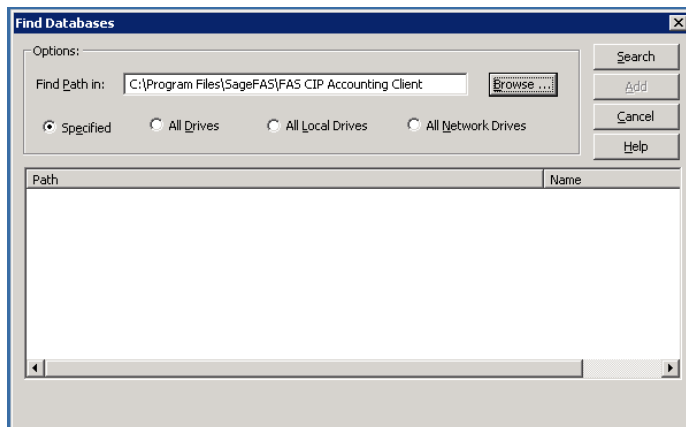 Find Databases
Options:
Find Path in: C:\Program Files\SageFAS\FAS CIP Accounting Client Browse ...
Specified All Drives All Local Drives All Network Drives
Search
Add
Cancel
Help
Path Name